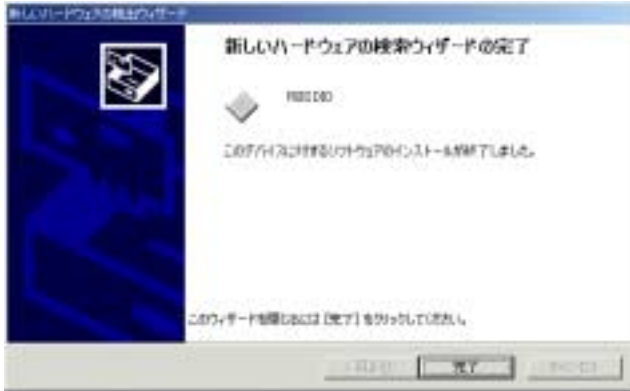 新しいハードウェアの検出ウィザード
新しいハードウェアの検索ウィザードの完了
このデバイスに対するソフトウェアのインストールが終了しました。
このウィザードを閉じるには [完了] をクリックしてください。
完了